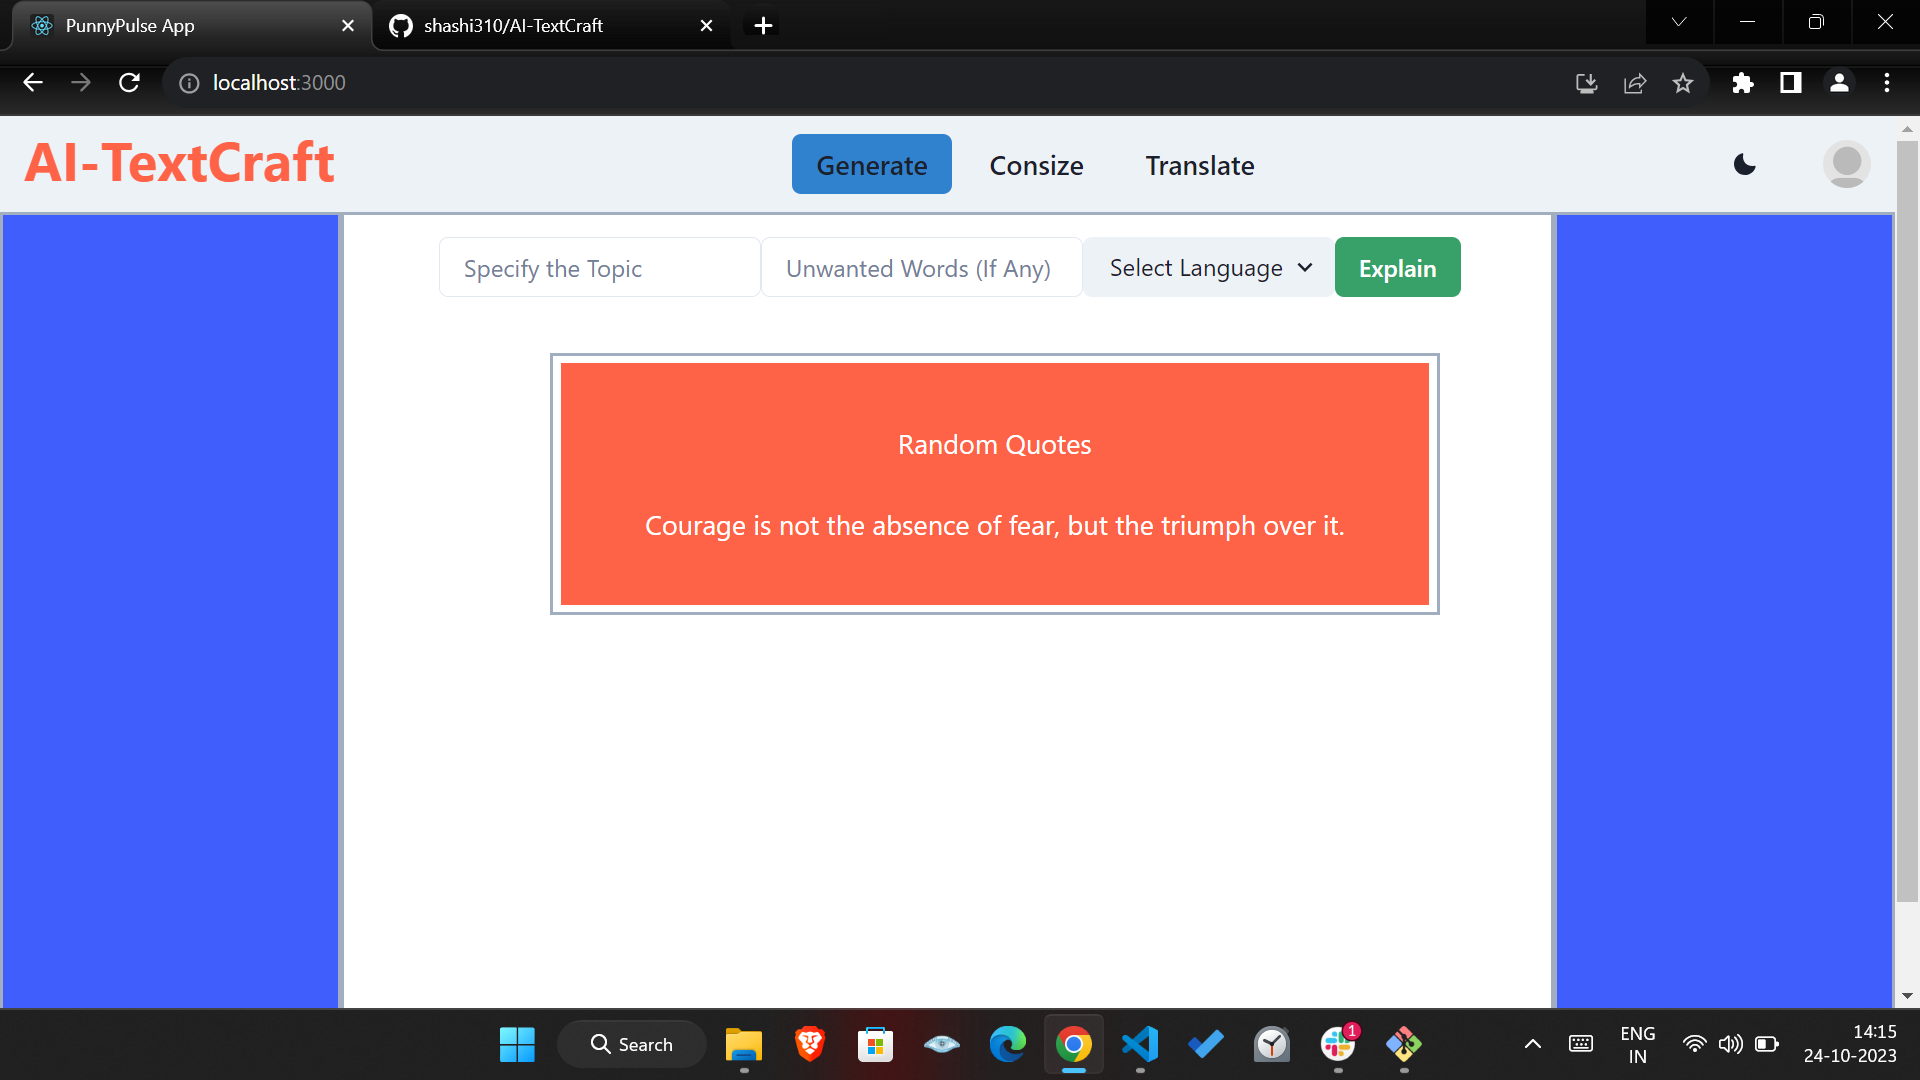 PunnyPulse App
shashi310/AI-TextCraft
localhost:3000
AI-TextCraft
Generate
Consize
Translate
Specify the Topic
Unwanted Words (If Any)
Select Language
Explain
Random Quotes
Courage is not the absence of fear, but the triumph over it.
Search
1
ENG
IN
14:15
24-10-2023